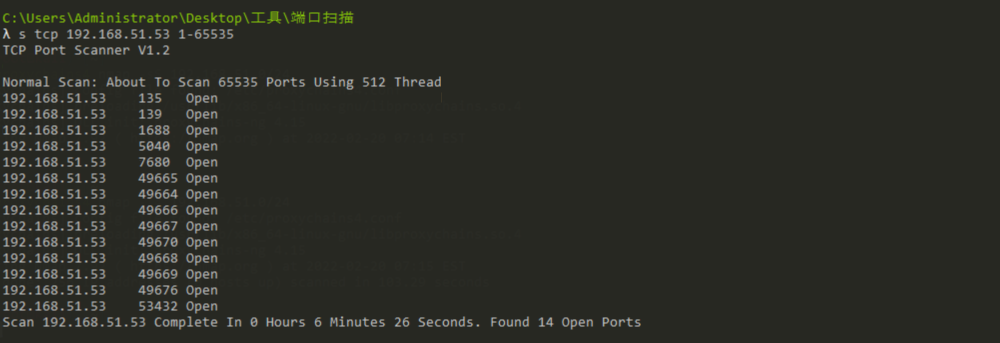 C:\Users\Administrator\Desktop\工具\端口扫描
λ s tcp 192.168.51.53 1-65535
TCP Port Scanner V1.2
Normal Scan: About To Scan 65535 Ports Using 512 Thread
192.168.51.53 135 Open
192.168.51.53 139 Open
192.168.51.53 1688 Open
192.168.51.53 5040 Open
192.168.51.53 7680 Open
192.168.51.53 49665 Open
192.168.51.53 49664 Open
192.168.51.53 49666 Open
192.168.51.53 49667 Open
192.168.51.53 49670 Open
192.168.51.53 49668 Open
192.168.51.53 49669 Open
192.168.51.53 49676 Open
192.168.51.53 53432 Open
Scan 192.168.51.53 Complete In 0 Hours 6 Minutes 26 Seconds. Found 14 Open Ports